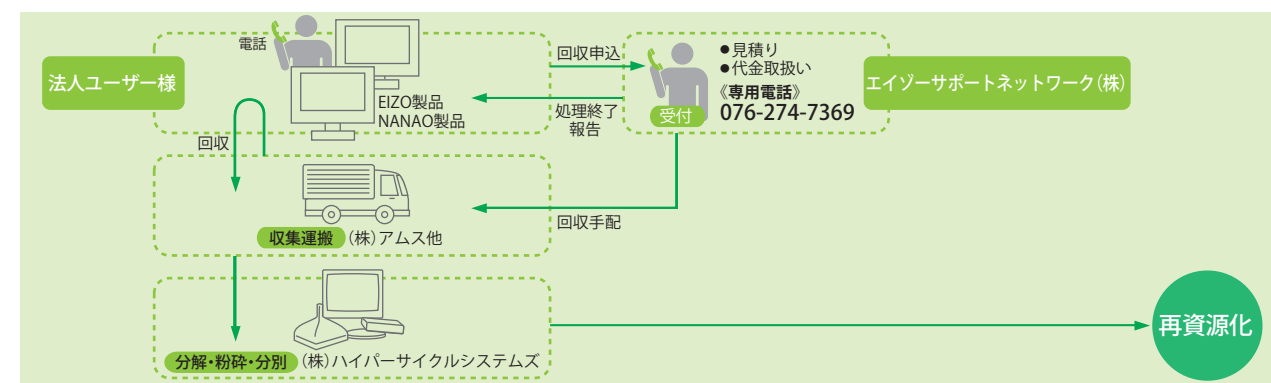 法人ユーザー様
電話
EIZO製品
NANAO製品
回収申込
処理終了
報告
●見積り
●代金取扱い
《専用電話》
076-274-7369
受付
エイゾーサポートネットワーク(株)
回収
回収手配
収集運搬 (株)アムス他
分解・粉砕・分別 (株)ハイパーサイクルシステムズ
再資源化